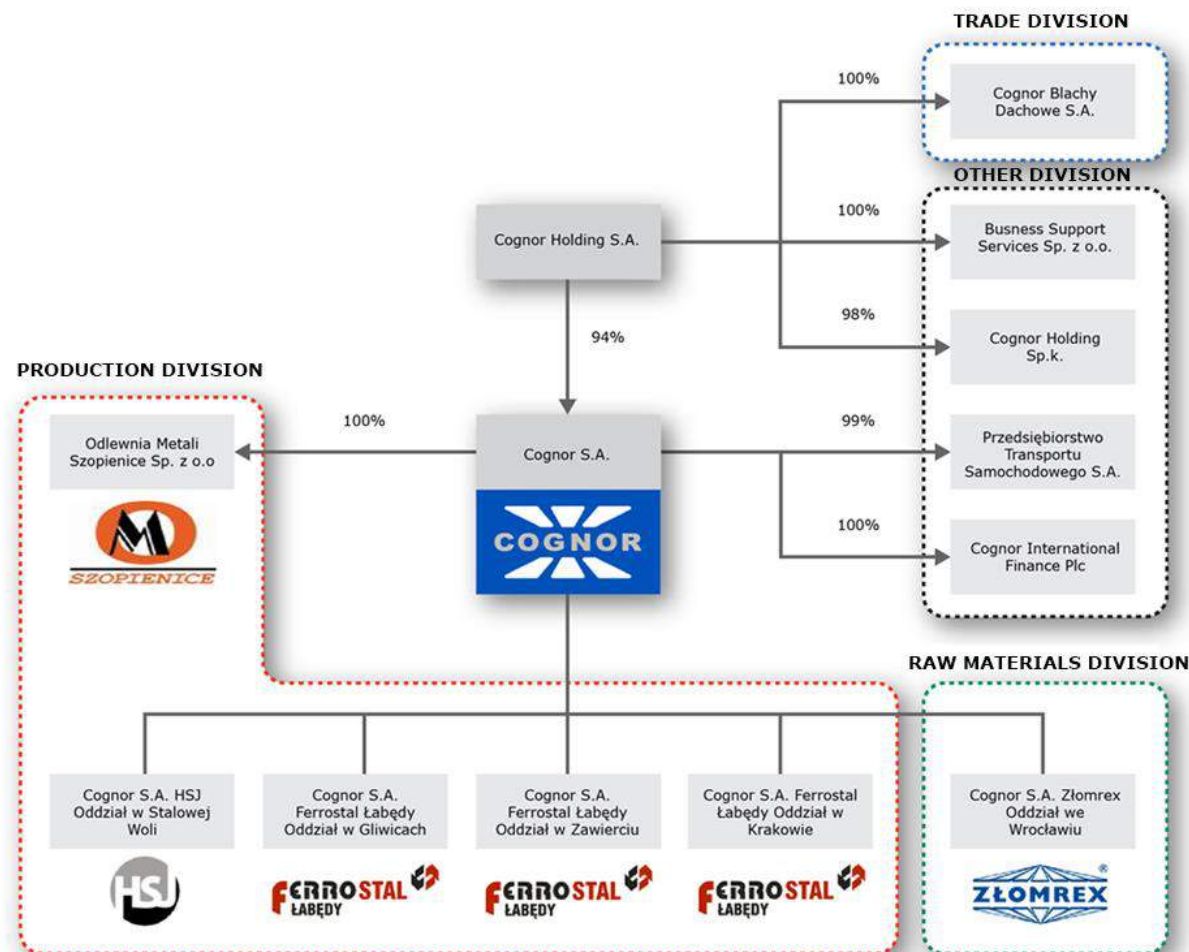 TRADE DIVISION
100%
Cognor Blachy
Dachowe S.A.
OTHER DIVISION
Cognor Holding S.A.
100%
Busness Support
Services Sp. z o.o.
98%
Cognor Holding
Sp.k.
94%
PRODUCTION DIVISION
Odlewnia Metali
Szopienice Sp. z o.o
100%
Cognor S.A.
99%
Przedsiębiorstwo
Transportu
Samochodowego S.A.
SZOPIENICE
COGNOR
100%
Cognor International
Finance Plc
RAW MATERIALS DIVISION
Cognor S.A. HSJ
Oddział w Stalowej
Woli
Cognor S.A.
Ferrostal Łabędy
Oddział w Gliwicach
Cognor S.A.
Ferrostal Łabędy
Oddział w Zawierciu
Cognor S.A. Ferrostal
Łabędy Oddział w
Krakowie
Cognor S.A. Złomrex
Oddział we
Wrocławiu
HSJ
FERROSTAL
ŁABĘDY
FERROSTAL
ŁABĘDY
FERROSTAL
ŁABĘDY
ZŁOMREX®